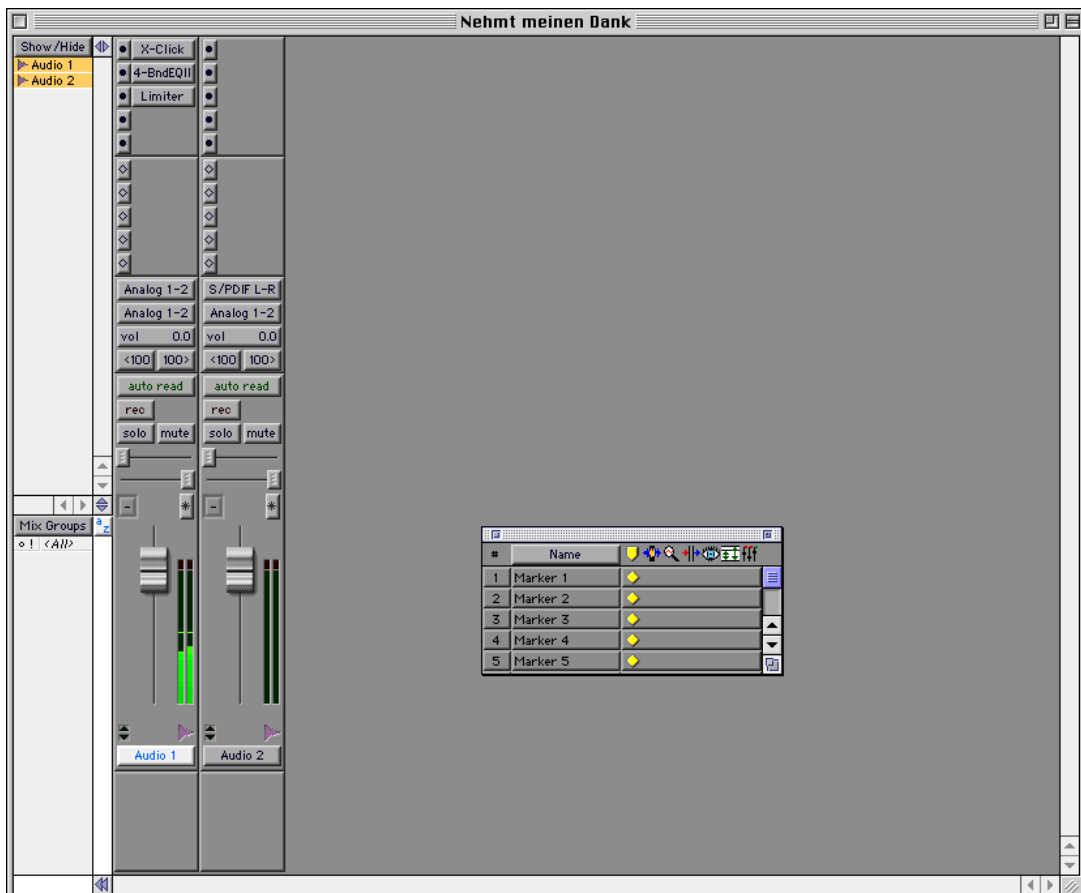 Nehmt meinen Dank
Show/Hide
Audio 1
Audio 2
X-Click
4-BndEQII
Limiter
Analog 1-2 S/PDIF L-R
Analog 1-2 Analog 1-2
vol 0.0 vol 0.0
<100 100> <100 100>
auto read auto read
rec rec
solo mute solo mute
Mix Groups a z
! <All>
# Name
1 Marker 1
2 Marker 2
3 Marker 3
4 Marker 4
5 Marker 5
Audio 1 Audio 2